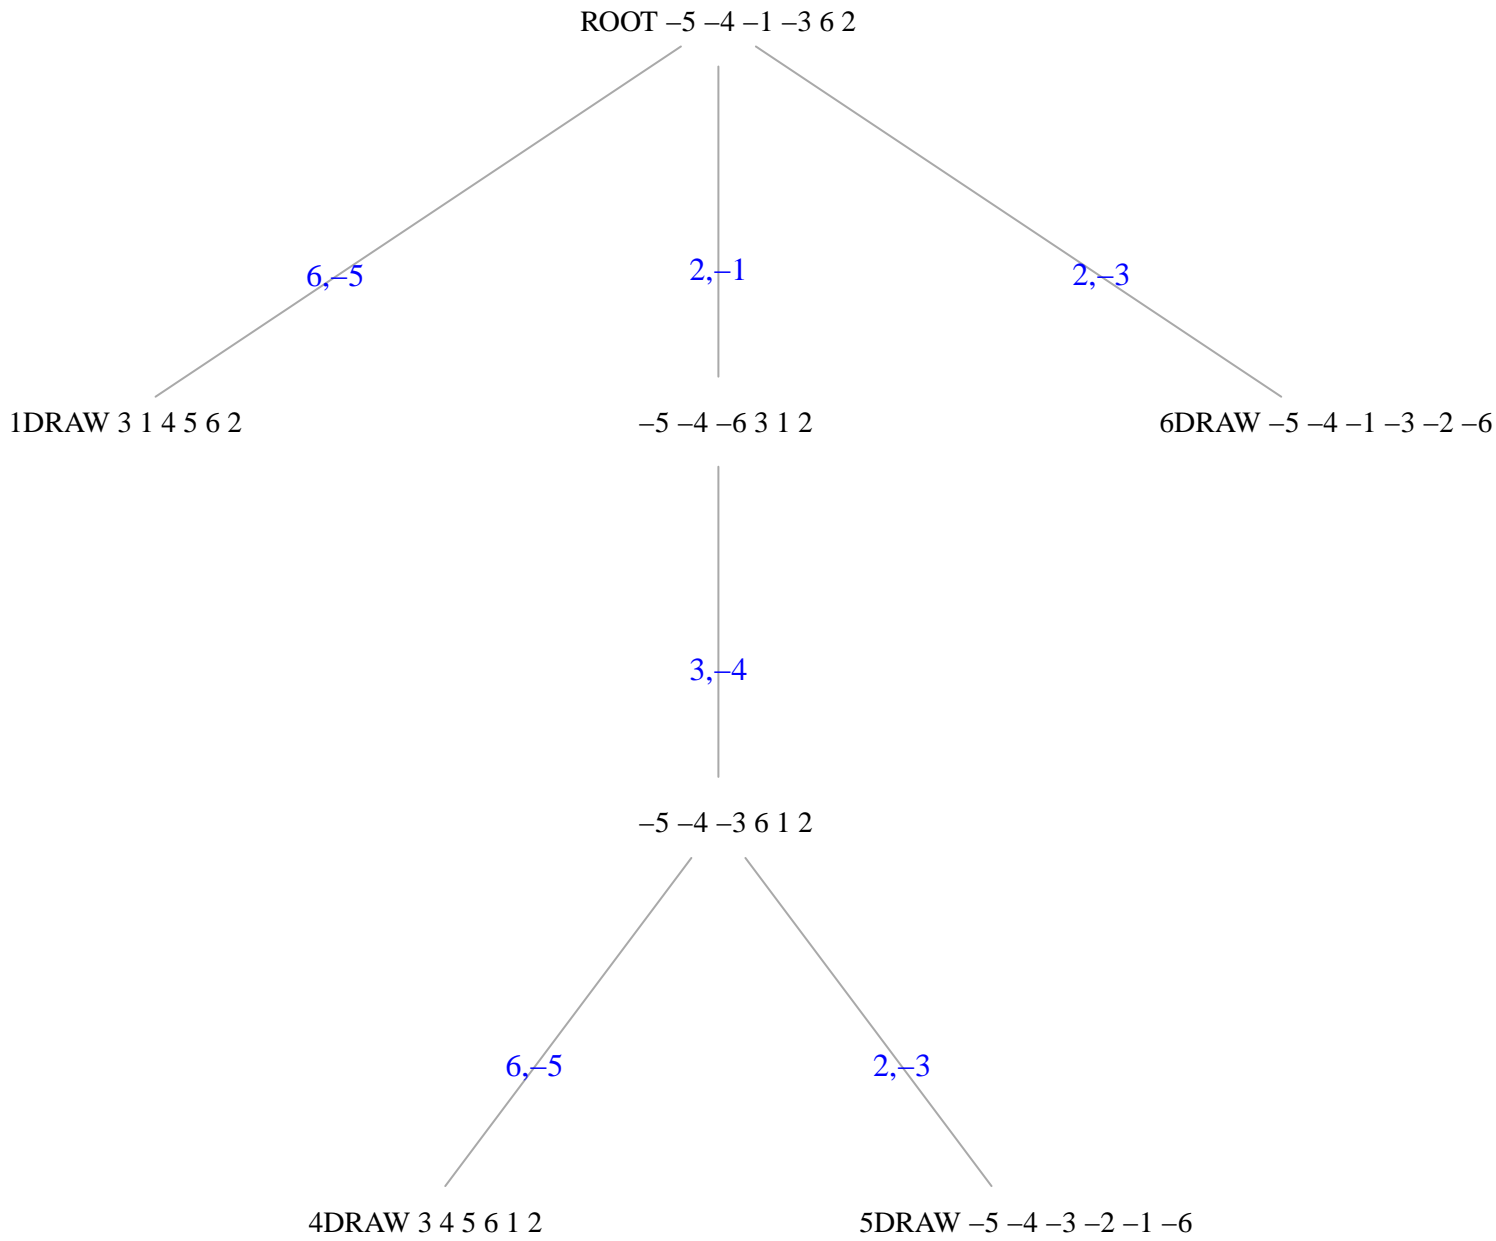 ROOT –5 –4 –1 –3 6 2
6,–5
2,–1
2,–3
1DRAW 3 1 4 5 6 2
–5 –4 –6 3 1 2
6DRAW –5 –4 –1 –3 –2 –6
3,–4
–5 –4 –3 6 1 2
6,–5
2,–3
4DRAW 3 4 5 6 1 2
5DRAW –5 –4 –3 –2 –1 –6